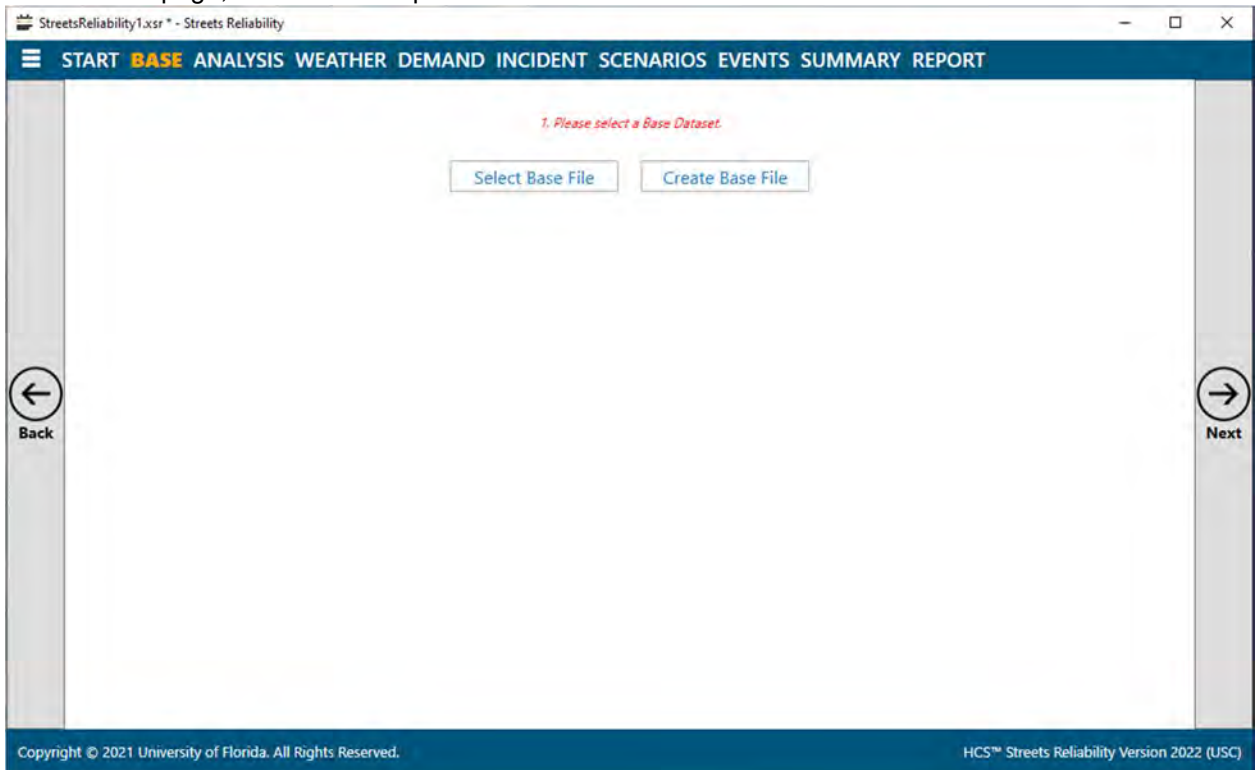 StreetsReliability1.xsr * - Streets Reliability
START BASE ANALYSIS WEATHER DEMAND INCIDENT SCENARIOS EVENTS SUMMARY REPORT
1. Please select a Base Dataset.
Select Base File Create Base File
Back Next
Copyright © 2021 University of Florida. All Rights Reserved. HCS™ Streets Reliability Version 2022 (USC)